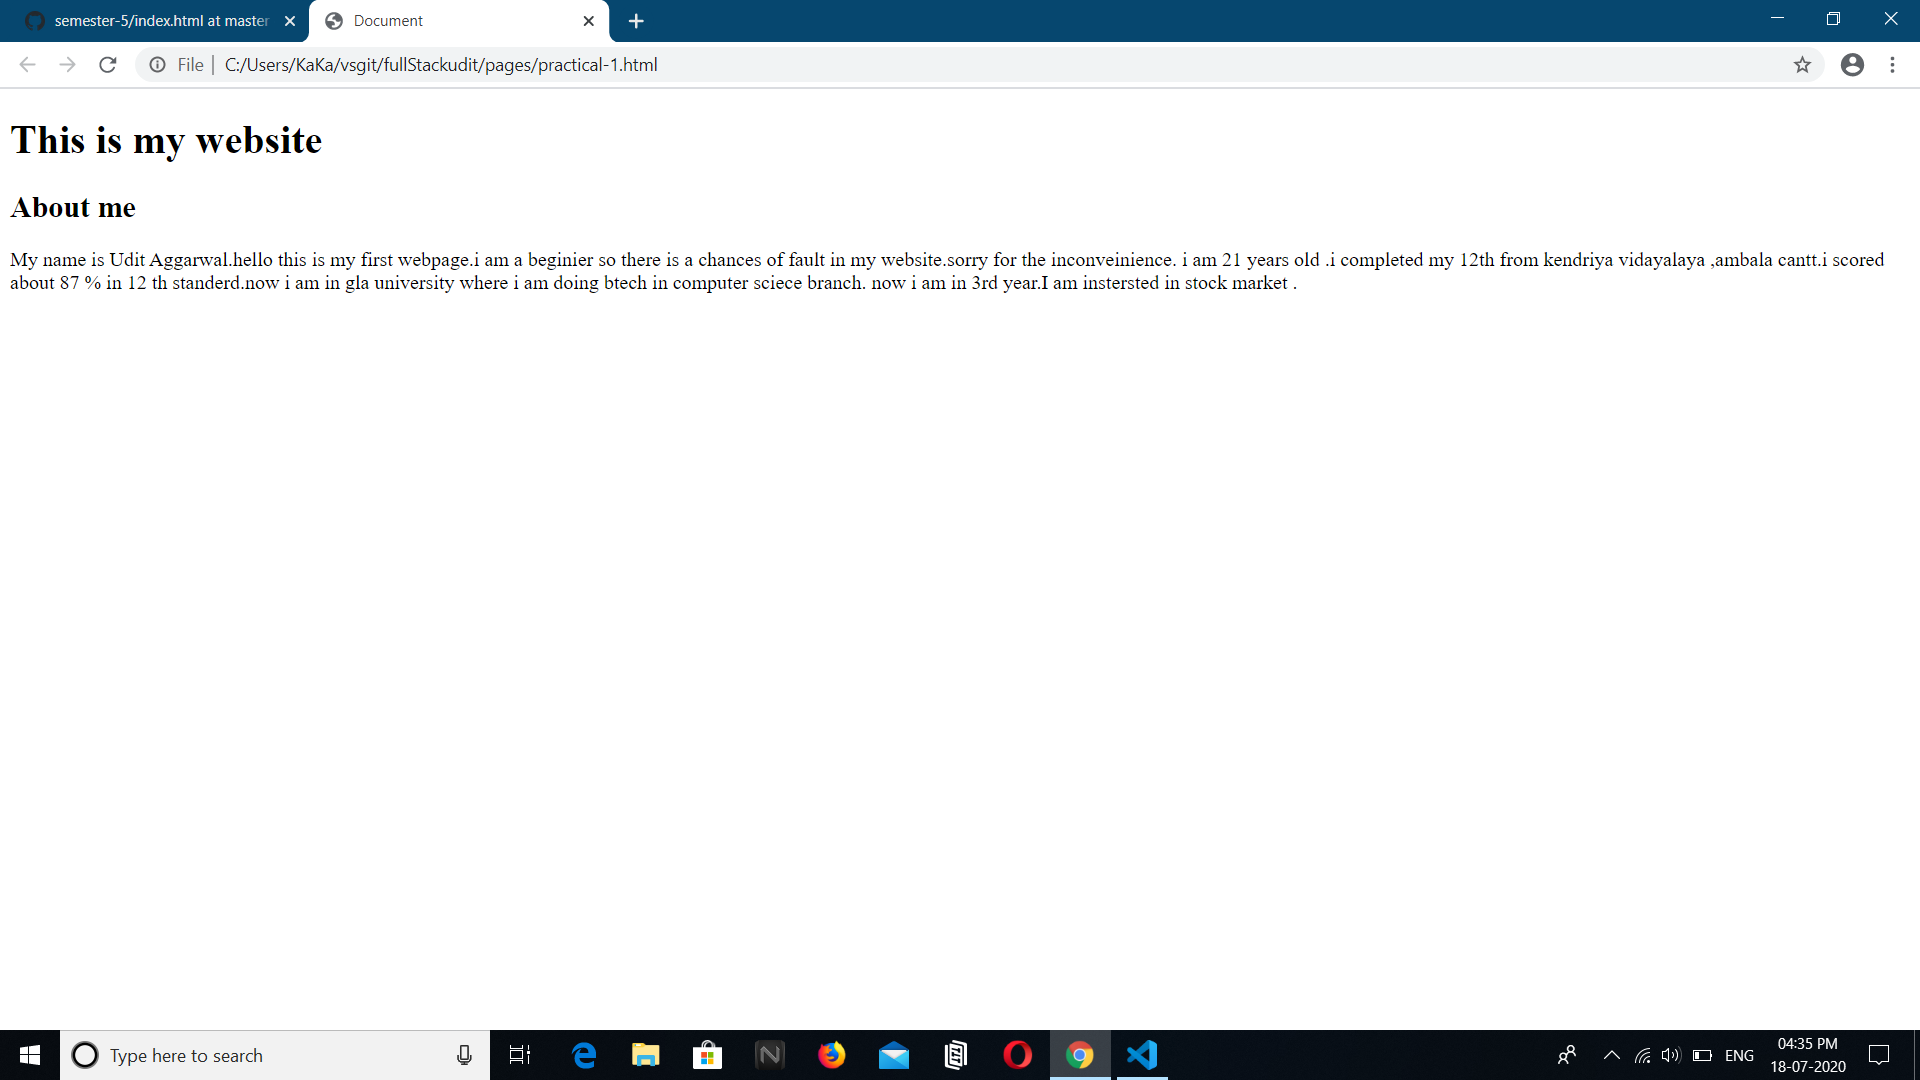 semester-5/index.html at master
Document
File | C:/Users/KaKa/vsgit/fullStackudit/pages/practical-1.html
This is my website
About me
My name is Udit Aggarwal.hello this is my first webpage.i am a beginier so there is a chances of fault in my website.sorry for the inconveinience. i am 21 years old .i completed my 12th from kendriya vidayalaya ,ambala cantt.i scored
about 87 % in 12 th standerd.now i am in gla university where i am doing btech in computer sciece branch. now i am in 3rd year.I am instersted in stock market .
Type here to search
ENG
04:35 PM
18-07-2020